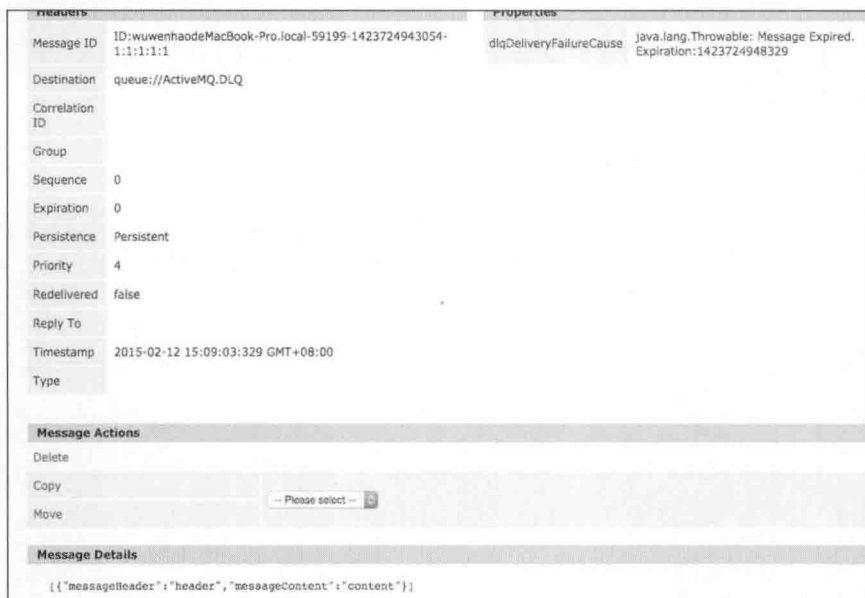 Headers
Properties
Message ID
ID:wuwenhaodeMacBook-Pro.local-59199-1423724943054-
1:1:1:1:1
dlqDeliveryFailureCause
java.lang.Throwable: Message Expired.
Expiration:1423724948329
Destination
queue://ActiveMQ.DLQ
Correlation
ID
Group
Sequence
0
Expiration
0
Persistence
Persistent
Priority
4
Redelivered
false
Reply To
Timestamp
2015-02-12 15:09:03:329 GMT+08:00
Type
Message Actions
Delete
Copy
-- Please select --
Move
Message Details
[{"messageHeader":"header","messageContent":"content"}]